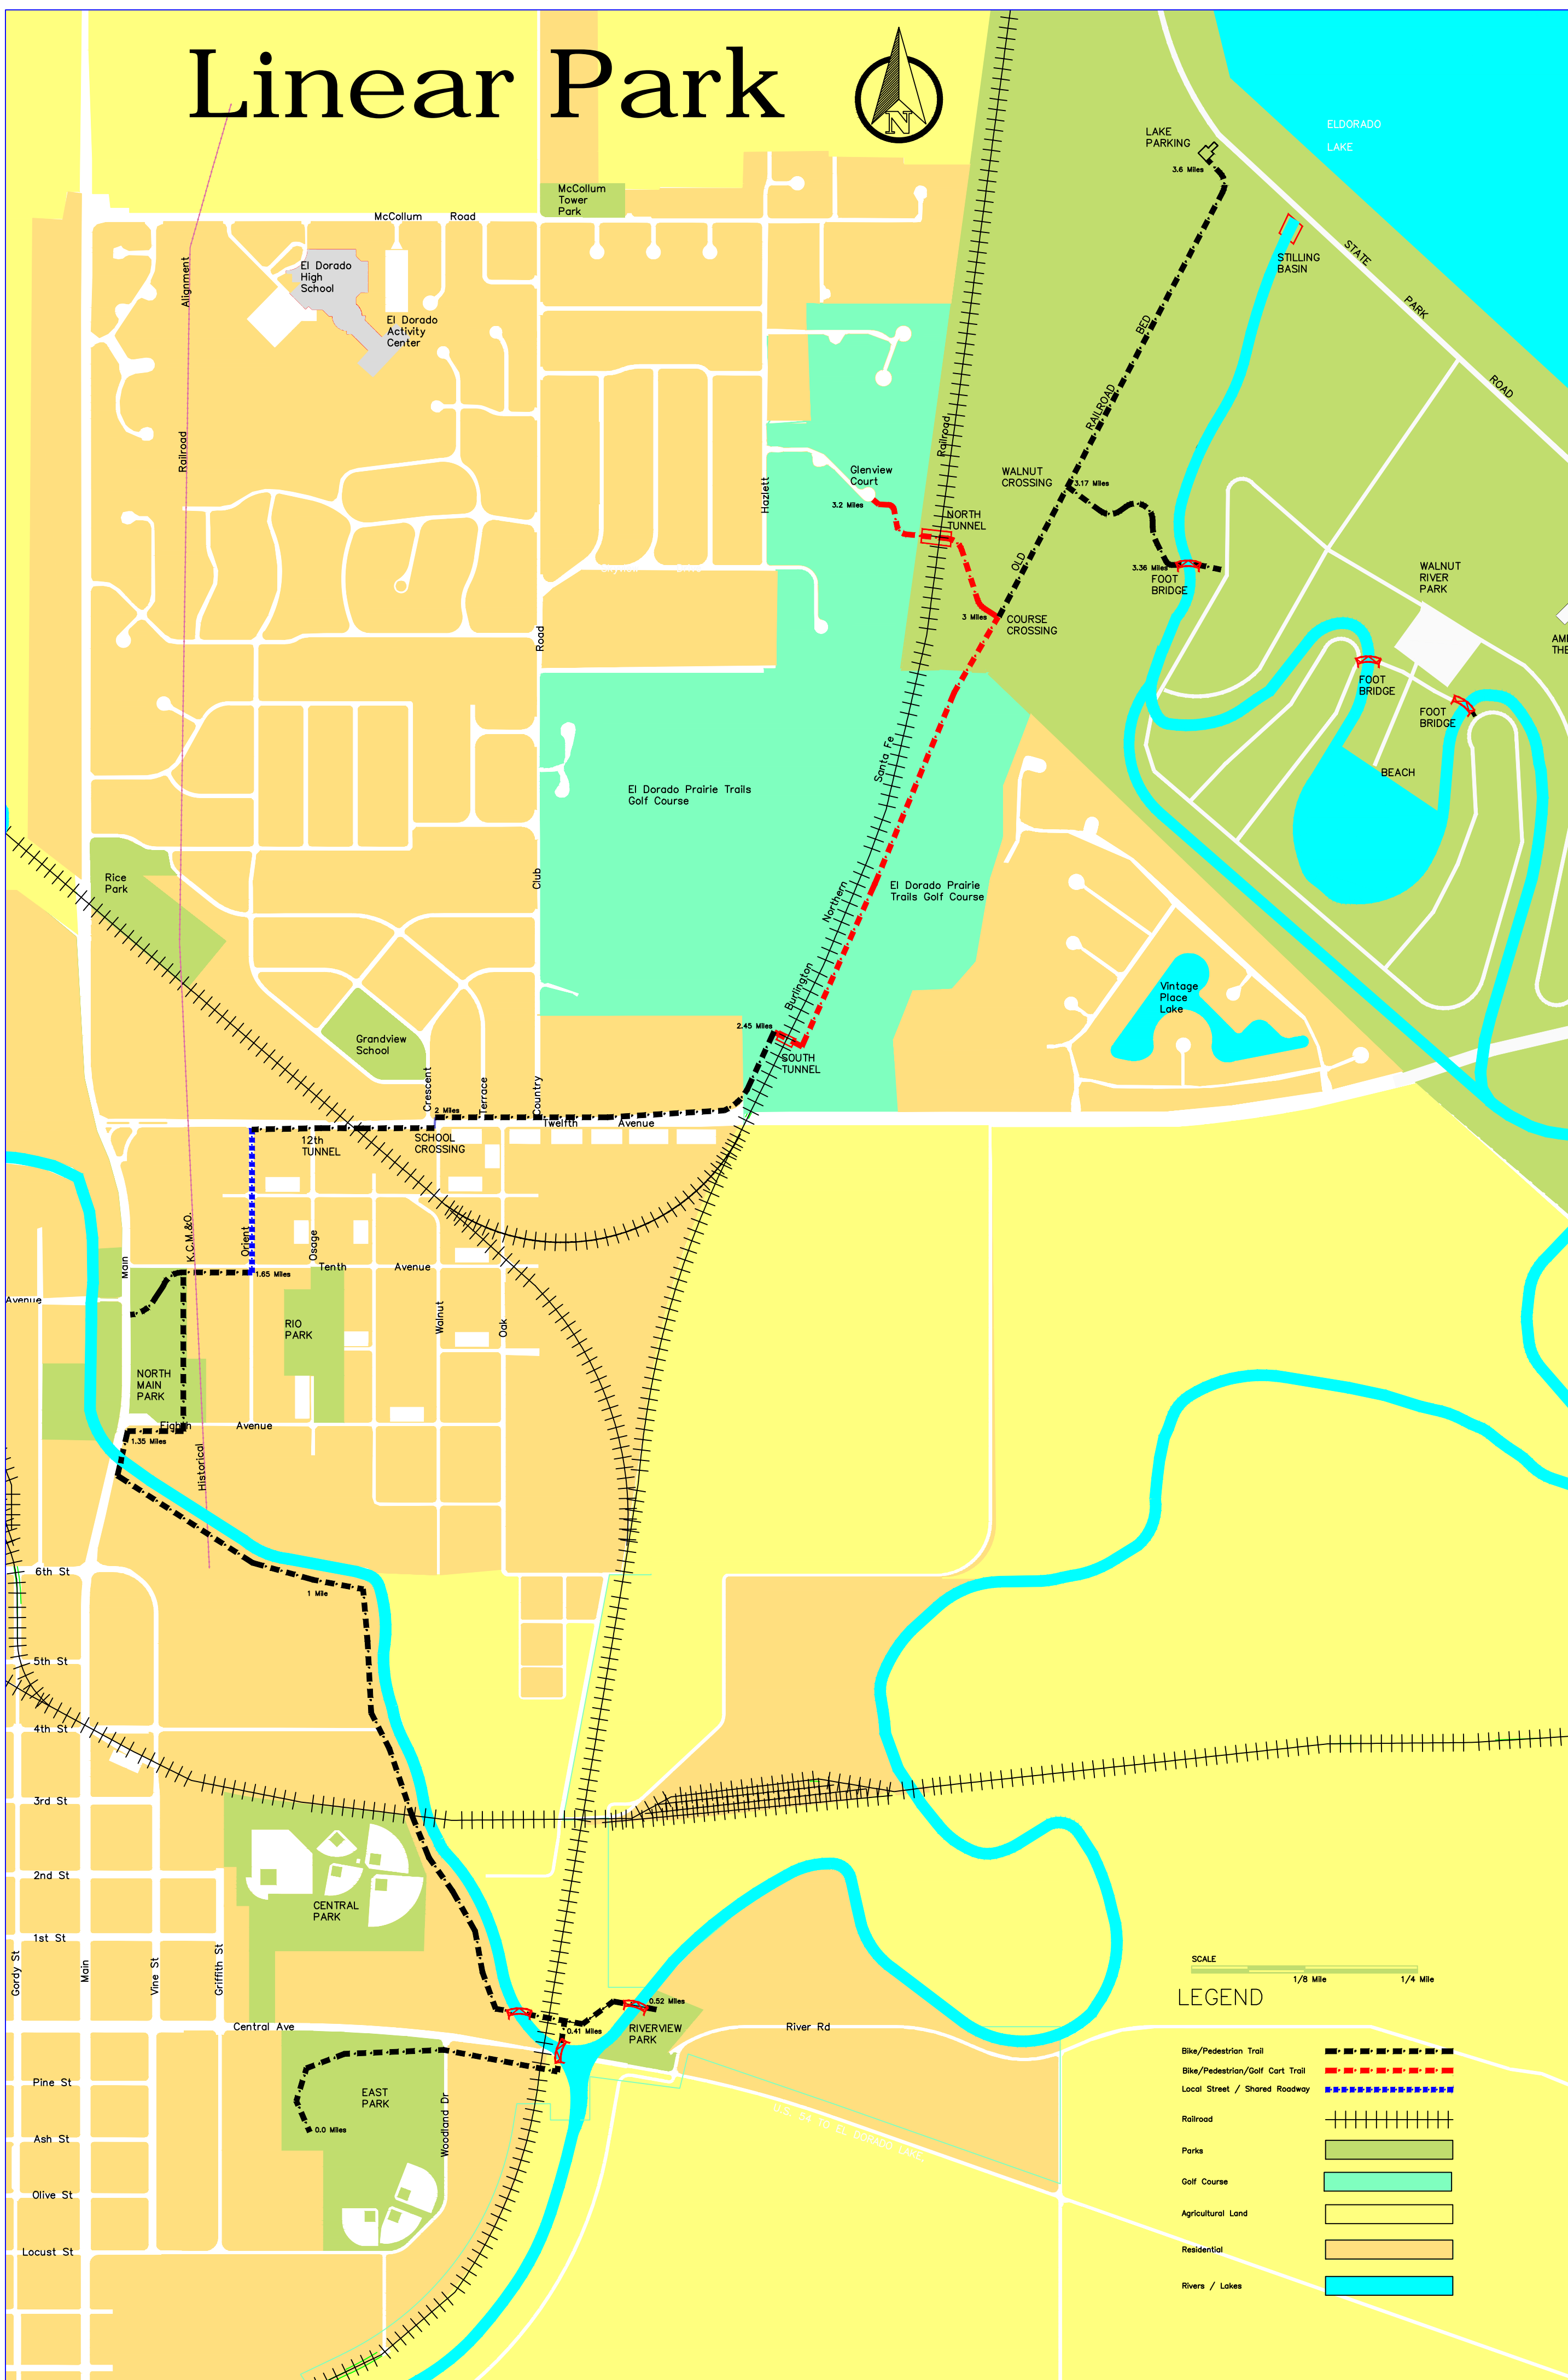 Linear Park
N
ELDORADO
LAKE
LAKE
PARKING
3.6 Miles
McCollum
Tower
Park
McCollum Road
STILLING
BASIN
STATE
PARK
ROAD
Alignment
El Dorado
High
School
El Dorado
Activity
Center
BED
RAILROAD
OLD
Railroad
Railroad
Glenview
Court
3.2 Miles
Hazlett
WALNUT
CROSSING
3.17 Miles
NORTH
TUNNEL
3.36 Miles
FOOT
BRIDGE
WALNUT
RIVER
PARK
AM
THE
3 Miles
COURSE
CROSSING
Road
FOOT
BRIDGE
FOOT
BRIDGE
BEACH
Santa Fe
El Dorado Prairie Trails
Golf Course
Rice
Park
Club
Northern
El Dorado Prairie
Trails Golf Course
Burlington
Vintage
Place
Lake
2.45 Miles
SOUTH
TUNNEL
Grandview
School
Crescent
Terrace
Country
2 Miles
Twelfth Avenue
12th
TUNNEL
SCHOOL
CROSSING
K.C.M.&O.
Orient
Osage
Main
Tenth Avenue
1.65 Miles
Avenue
RIO
PARK
Walnut
Oak
NORTH
MAIN
PARK
Eighth Avenue
1.35 Miles
Historical
6th St
1 Mile
5th St
4th St
3rd St
2nd St
CENTRAL
PARK
1st St
Gordy St
Main
Vine St
Griffith St
Central Ave
0.52 Miles
0.41 Miles
RIVERVIEW
PARK
River Rd
Pine St
EAST
PARK
0.0 Miles
Woodland Dr
Ash St
Olive St
Locust St
SCALE
1/8 Mile
1/4 Mile
LEGEND
Bike/Pedestrian Trail
Bike/Pedestrian/Golf Cart Trail
Local Street / Shared Roadway
Railroad
Parks
Golf Course
Agricultural Land
Residential
Rivers / Lakes